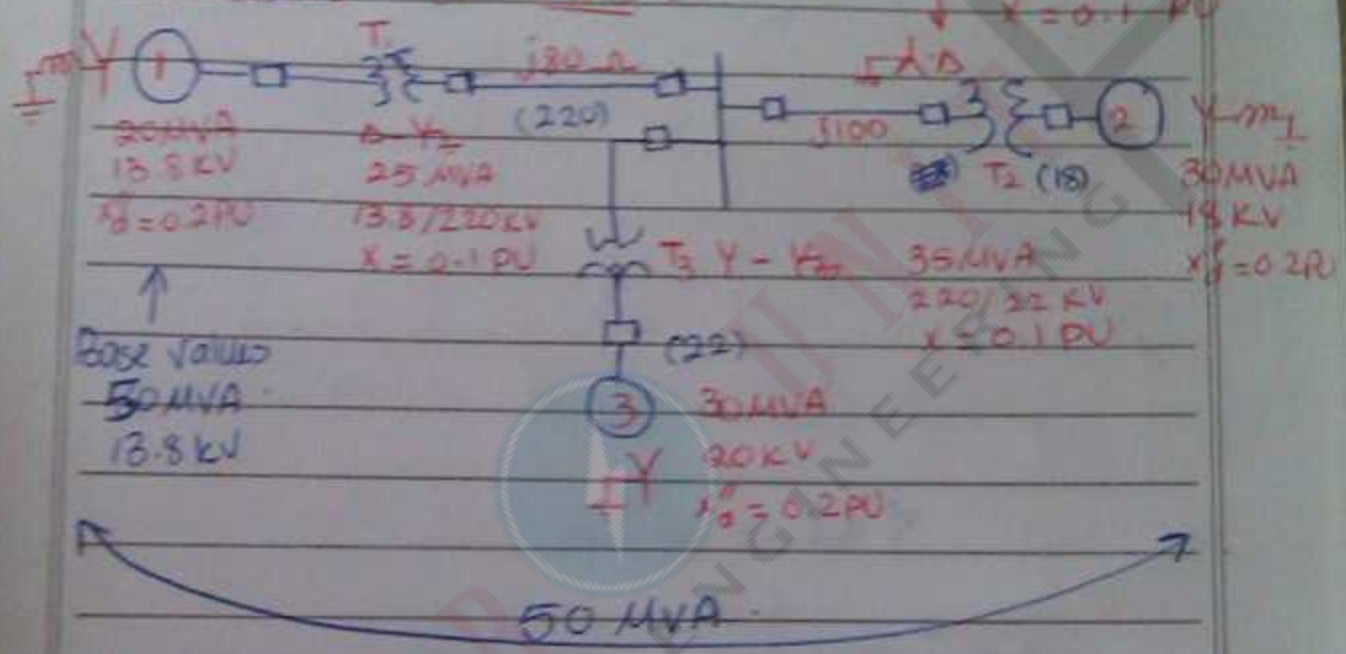 x = 0.1 PU
Y 1 T1 j80 Ω
(220) j100 2 Y
T2 (18)
20 MVA 25 MVA 30 MVA
13.8 KV 13.8/220KV 18 KV
x"d = 0.2 PU x = 0.1 PU x"d = 0.2 PU
T3 Y - 35 MVA
220/22 KV
x = 0.1 PU
Base values (22)
50 MVA 3 30 MVA
13.8 KV Y 20 KV
x"d = 0.2 PU
50 MVA
ENGINEERING